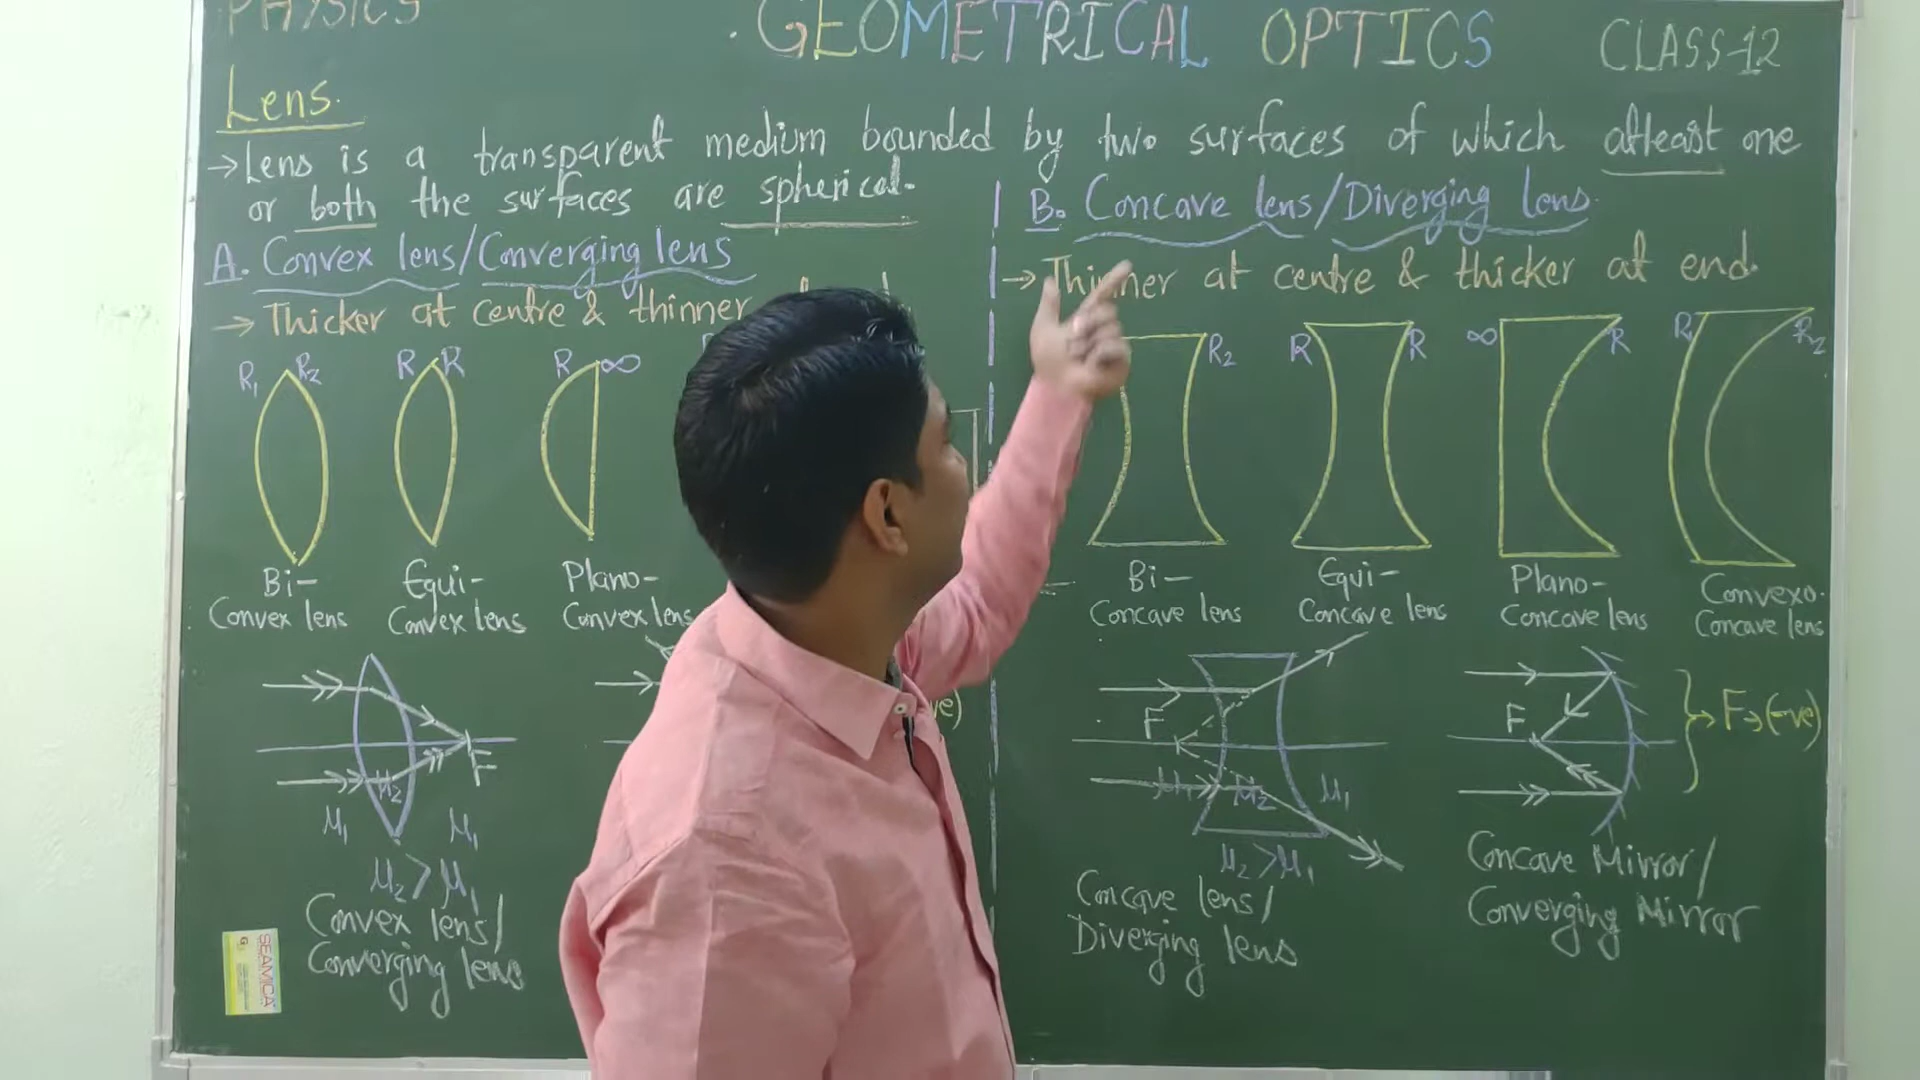 PHYSICS
GEOMETRICAL OPTICS
CLASS-12
Lens.
→ Lens is a transparent medium bounded by two surfaces of which atleast one
or both the surfaces are spherical.
A. Convex lens/Converging lens
→ Thicker at centre & thinner
R1 R2
R R
R ∞
Bi-
Convex lens
Equi-
Convex lens
Plano-
Convex lens
F
μ2
μ1
μ1
μ2 > μ1
Convex lens/
Converging lens
SEAMICA
B. Concave lens/Diverging lens
→ Thinner at centre & thicker at end.
R2
R R
∞ R
R1 R2
Bi-
Concave lens
Equi-
Concave lens
Plano-
Concave lens
Convexo.
Concave lens
ve)
F
μ1 μ2 μ1
μ2 > μ1
Concave lens/
Diverging lens
F
F→(-ve)
Concave Mirror/
Converging Mirror